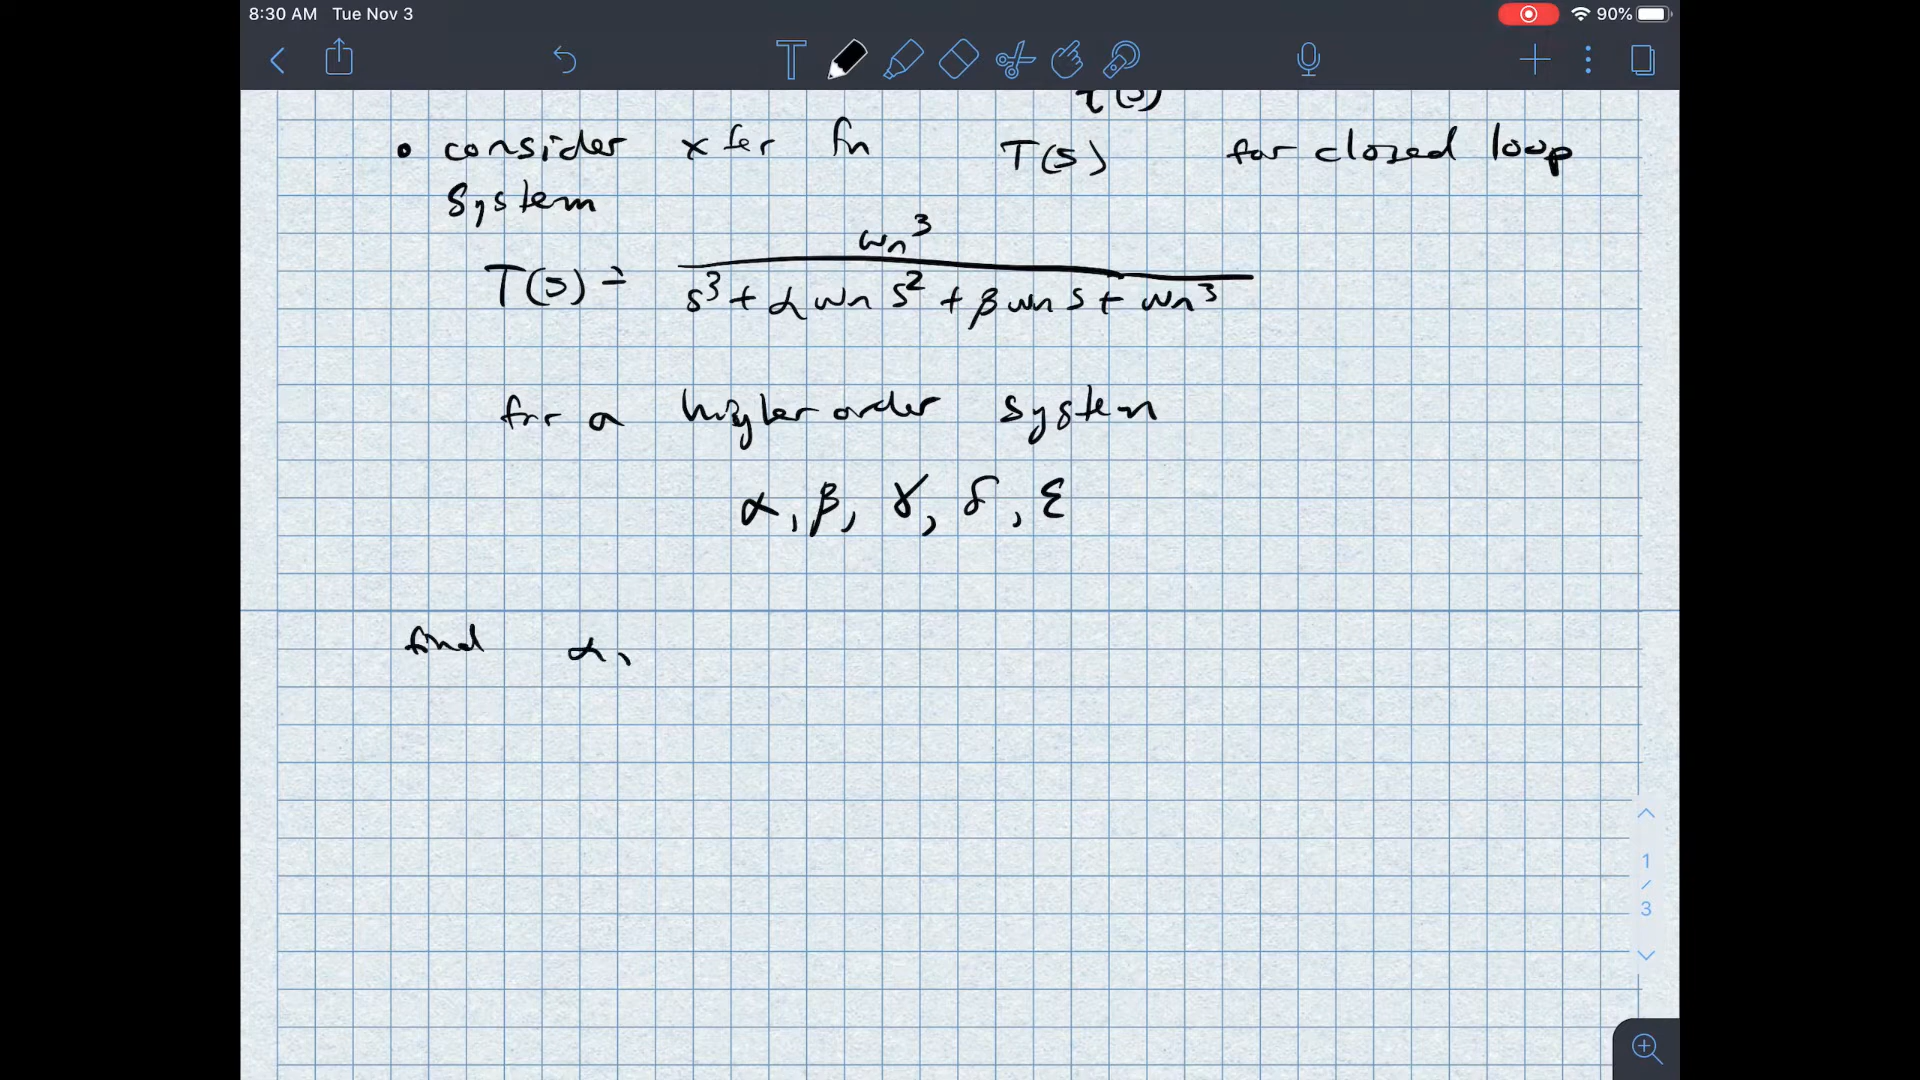 8:30 AM Tue Nov 3 90%
• consider xfer fn T(s) for closed loop
system
T(s) = ωn³ / s³ + α ωn s² + β ωn s + ωn³
for a higher order system
α, β, γ, δ, ε
find α,
1
/
3